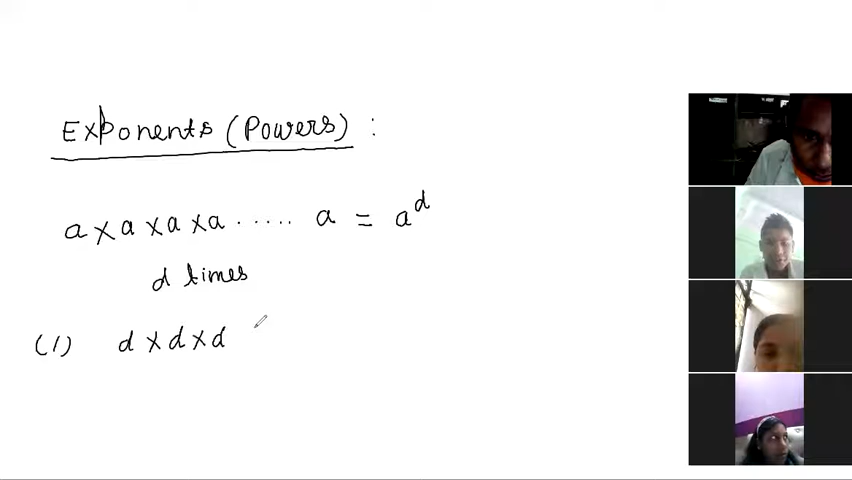 Exponents (Powers) :
a × a × a × a ..... a = a^d
d times
(1) d × d × d